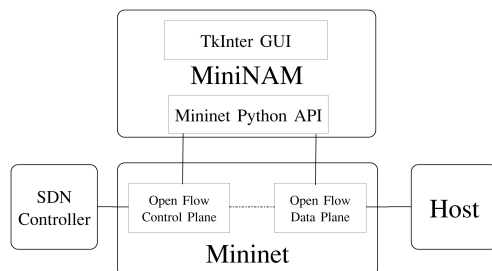 TkInter GUI
MiniNAM
Mininet Python API
SDN
Controller
Open Flow
Control Plane
Open Flow
Data Plane
Host
Mininet